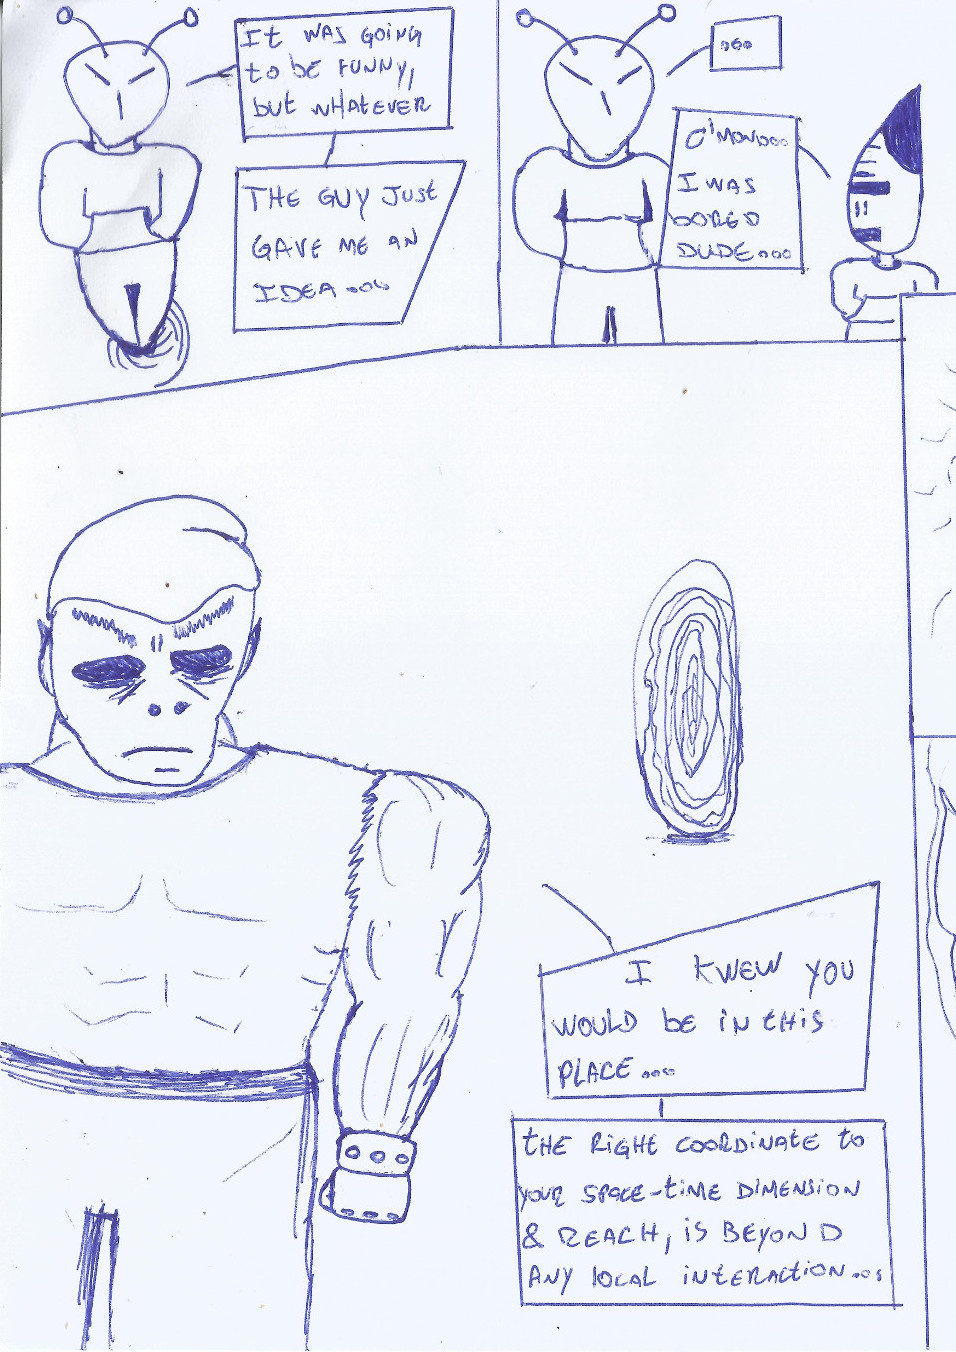 It WAS GOING
to bE FUNNY,
but WHATEVER
THE GUY JUST
GAVE ME AN
IDEA...
...
C'MON...
I WAS
BORED
DUDE...
I KNEW YOU
WOULD bE iN tHiS
PLACE...
tHE RiGHt COORDiNAtE to
YOUR SPACE-tiME DIMENSION
& REACH, iS BEYOND
ANY LOCAL iNtERACtiON...